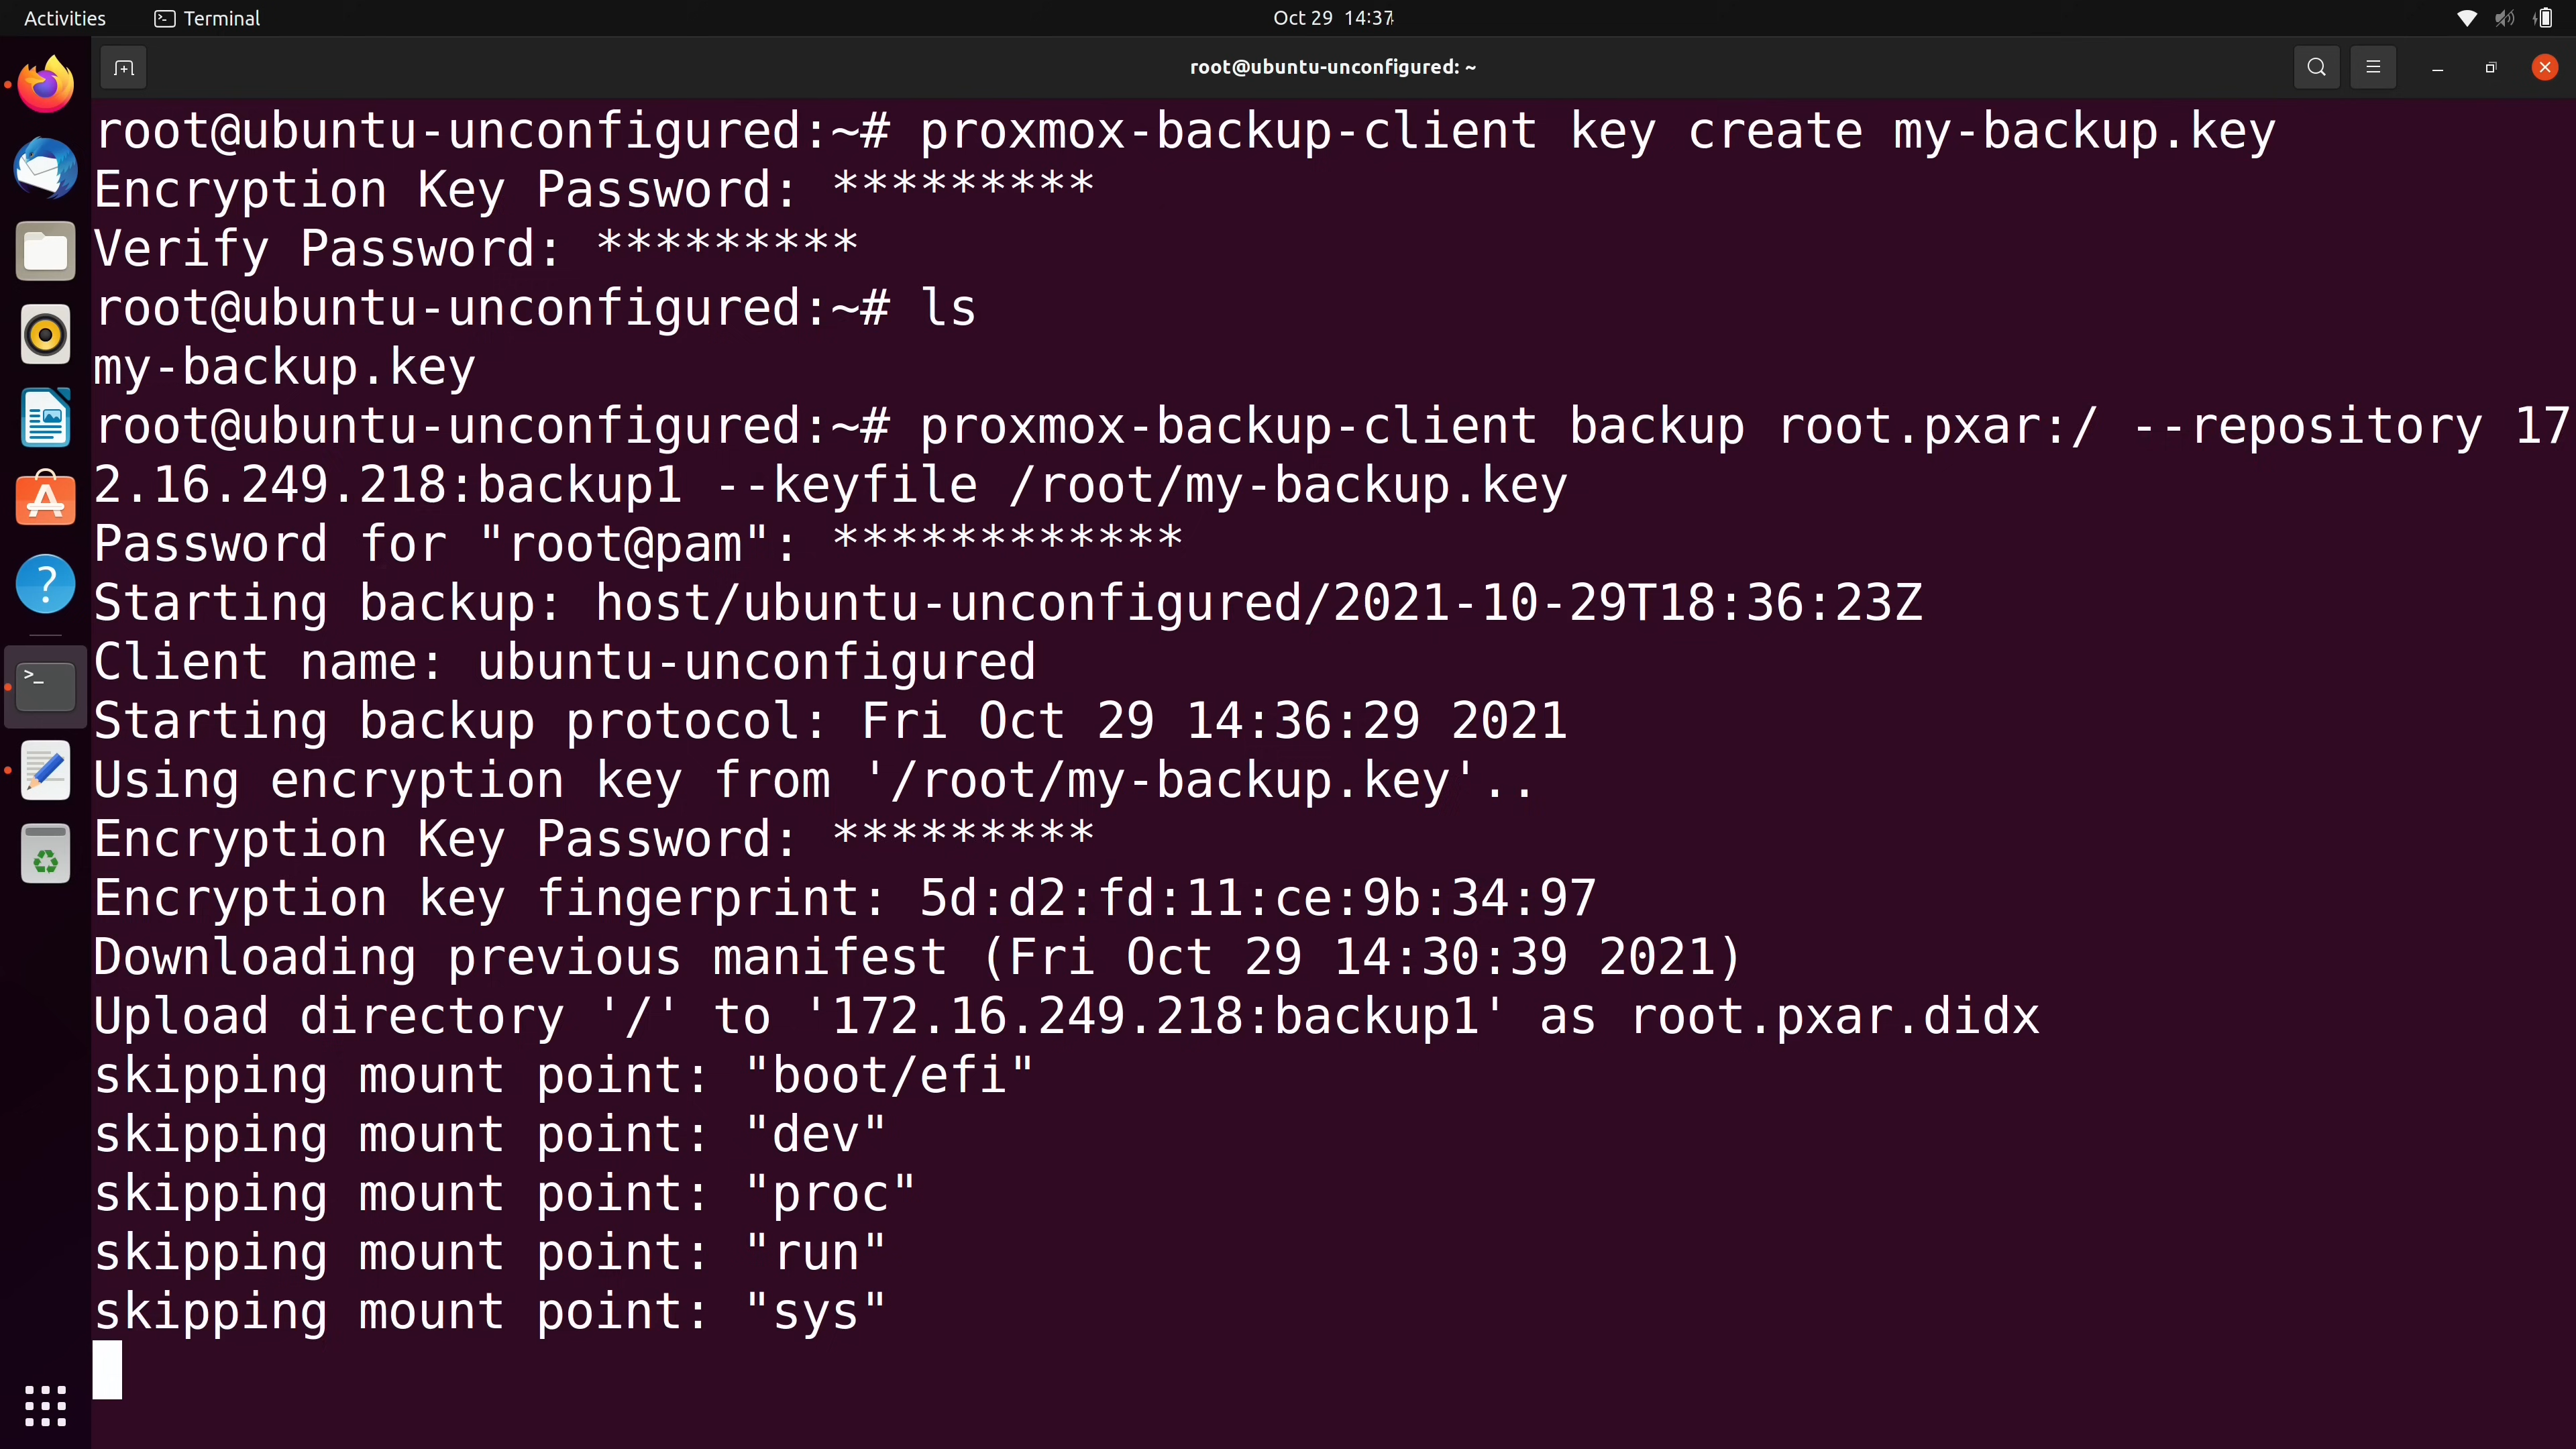 Activities Terminal Oct 29 14:37
root@ubuntu-unconfigured: ~
root@ubuntu-unconfigured:~# proxmox-backup-client key create my-backup.key
Encryption Key Password: *********
Verify Password: *********
root@ubuntu-unconfigured:~# ls
my-backup.key
root@ubuntu-unconfigured:~# proxmox-backup-client backup root.pxar:/ --repository 17
2.16.249.218:backup1 --keyfile /root/my-backup.key
Password for "root@pam": ************
Starting backup: host/ubuntu-unconfigured/2021-10-29T18:36:23Z
Client name: ubuntu-unconfigured
Starting backup protocol: Fri Oct 29 14:36:29 2021
Using encryption key from '/root/my-backup.key'..
Encryption Key Password: *********
Encryption key fingerprint: 5d:d2:fd:11:ce:9b:34:97
Downloading previous manifest (Fri Oct 29 14:30:39 2021)
Upload directory '/' to '172.16.249.218:backup1' as root.pxar.didx
skipping mount point: "boot/efi"
skipping mount point: "dev"
skipping mount point: "proc"
skipping mount point: "run"
skipping mount point: "sys"